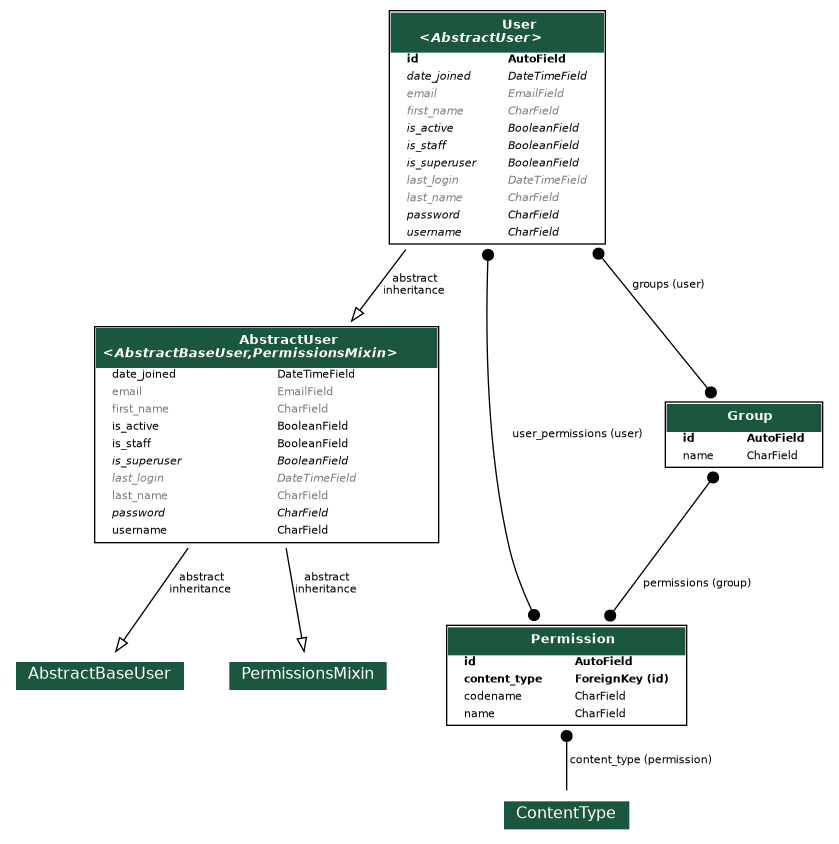 User
<AbstractUser>
id AutoField
date_joined DateTimeField
email EmailField
first_name CharField
is_active BooleanField
is_staff BooleanField
is_superuser BooleanField
last_login DateTimeField
last_name CharField
password CharField
username CharField
abstract
inheritance
groups (user)
AbstractUser
<AbstractBaseUser,PermissionsMixin>
date_joined DateTimeField
email EmailField
first_name CharField
is_active BooleanField
is_staff BooleanField
is_superuser BooleanField
last_login DateTimeField
last_name CharField
password CharField
username CharField
user_permissions (user)
Group
id AutoField
name CharField
abstract
inheritance
abstract
inheritance
permissions (group)
AbstractBaseUser
PermissionsMixin
Permission
id AutoField
content_type ForeignKey (id)
codename CharField
name CharField
content_type (permission)
ContentType